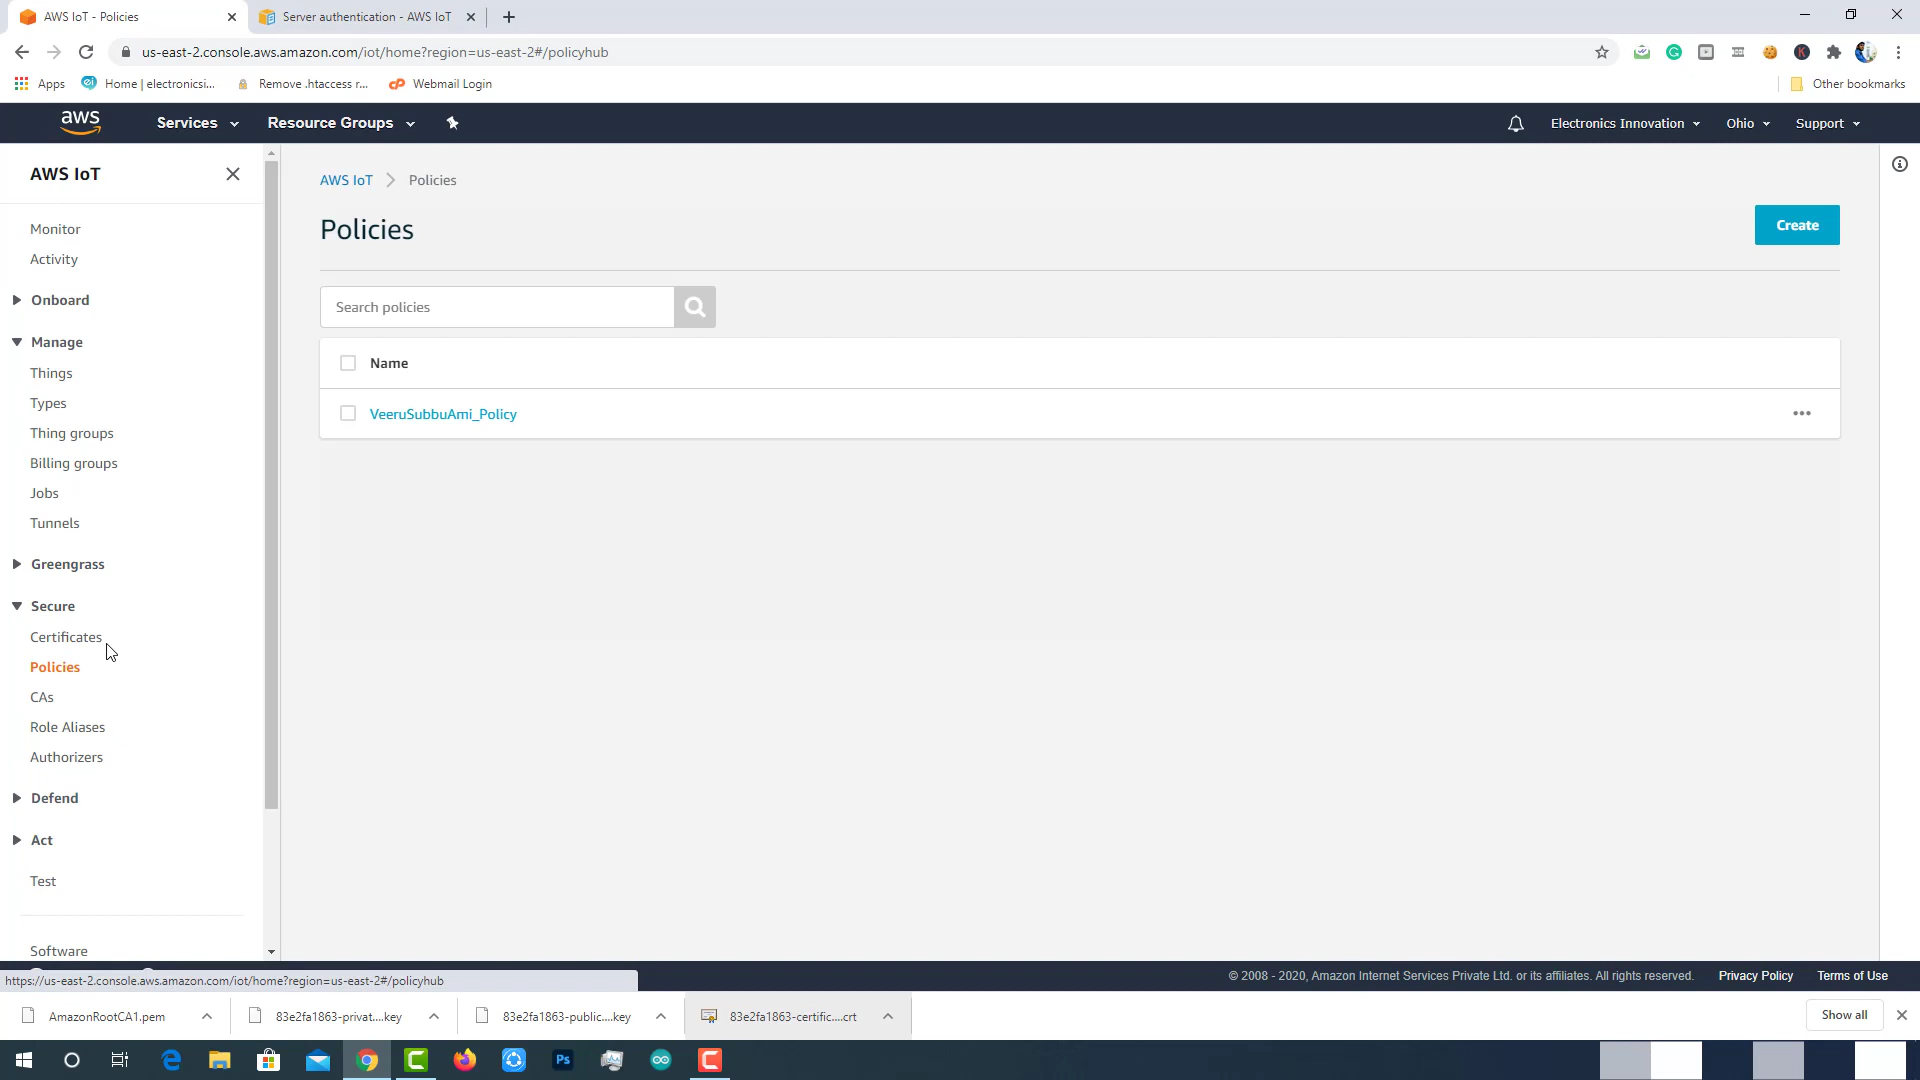 AWS IoT - Policies
Server authentication - AWS IoT
us-east-2.console.aws.amazon.com/iot/home?region=us-east-2#/policyhub
Apps
Home | electronicsi...
Remove .htaccess r...
Webmail Login
Other bookmarks
aws
Services
Resource Groups
Electronics Innovation
Ohio
Support
AWS IoT
Monitor
Activity
Onboard
Manage
Things
Types
Thing groups
Billing groups
Jobs
Tunnels
Greengrass
Secure
Certificates
Policies
CAs
Role Aliases
Authorizers
Defend
Act
Test
Software
AWS IoT > Policies
Policies
Create
Search policies
Name
VeeruSubbuAmi_Policy
https://us-east-2.console.aws.amazon.com/iot/home?region=us-east-2#/policyhub
© 2008 - 2020, Amazon Internet Services Private Ltd. or its affiliates. All rights reserved.
Privacy Policy
Terms of Use
AmazonRootCA1.pem
83e2fa1863-privat....key
83e2fa1863-public....key
83e2fa1863-certific....crt
Show all